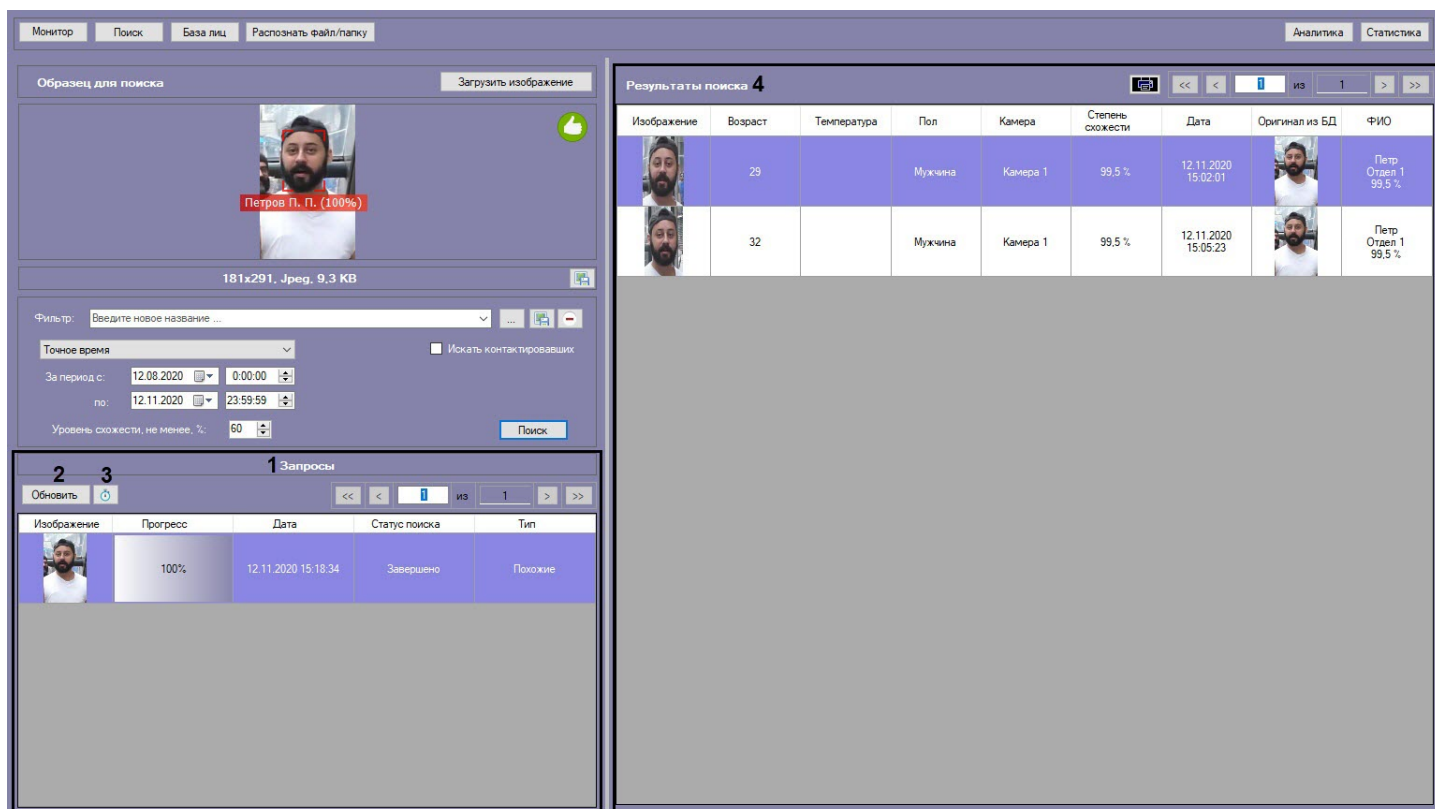 Монитор Поиск База лиц Распознать файл/папку Аналитика Статистика
Образец для поиска Загрузить изображение
Петров П. П. (100%)
181x291, Jpeg, 9,3 KB
Фильтр: Введите новое название ... ...
Точное время Искать контактировавших
За период с: 12.08.2020 0:00:00
по: 12.11.2020 23:59:59
Уровень схожести, не менее, %: 60 Поиск
1 Запросы
2 3
Обновить << < 1 из 1 > >>
Изображение Прогресс Дата Статус поиска Тип
100% 12.11.2020 15:18:34 Завершено Похожие
Результаты поиска 4 << < 1 из 1 > >>
Изображение Возраст Температура Пол Камера Степень схожести Дата Оригинал из БД ФИО
29 Мужчина Камера 1 99,5 % 12.11.2020 15:02:01 Петр Отдел 1 99,5 %
32 Мужчина Камера 1 99,5 % 12.11.2020 15:05:23 Петр Отдел 1 99,5 %